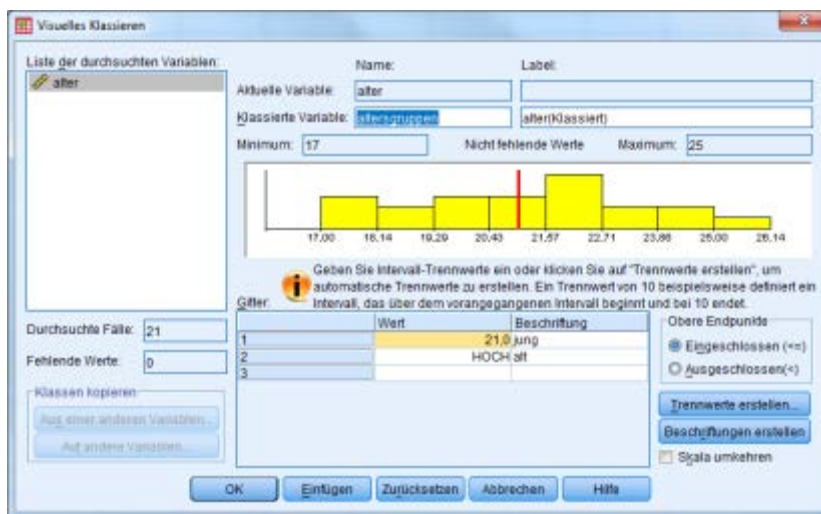 Visuelles Klassieren
Liste der durchsuchten Variablen:
alter
Name:
Label:
Aktuelle Variable:
alter
Klassierte Variable:
altersgruppen
alter(Klassiert)
Minimum: 17
Nicht fehlende Werte
Maximum: 25
17,00 18,14 19,29 20,43 21,57 22,71 23,86 25,00 26,14
Geben Sie Intervall-Trennwerte ein oder klicken Sie auf "Trennwerte erstellen", um
automatische Trennwerte zu erstellen. Ein Trennwert von 10 beispielsweise definiert ein
Intervall, das über dem vorangegangenen Intervall beginnt und bei 10 endet.
Gitter:
Wert Beschriftung
1 21,0 jung
2 HOCH alt
3
Durchsuchte Fälle: 21
Fehlende Werte: 0
Klassen kopieren
Aus einer anderen Variablen...
Auf andere Variablen...
Obere Endpunkte
Eingeschlossen (<=)
Ausgeschlossen(<)
Trennwerte erstellen...
Beschriftungen erstellen
Skala umkehren
OK Einfügen Zurücksetzen Abbrechen Hilfe